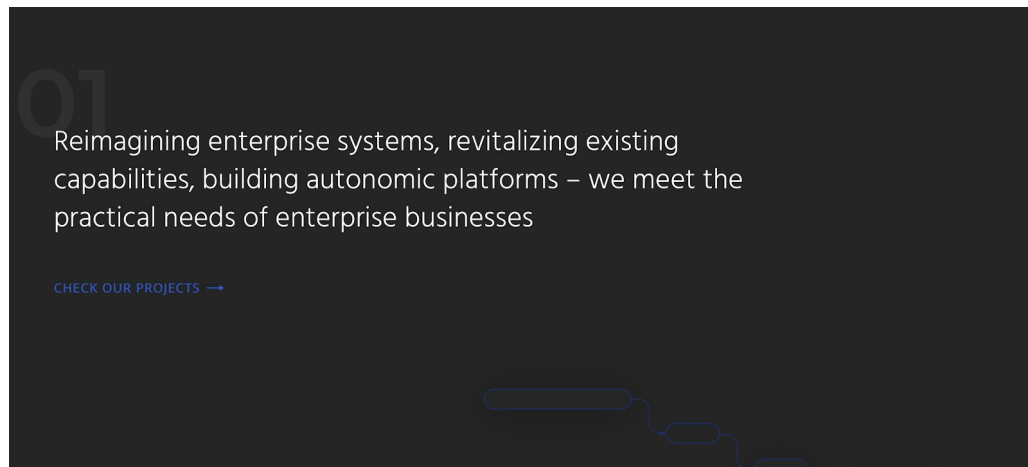 01
Reimagining enterprise systems, revitalizing existing
capabilities, building autonomic platforms – we meet the
practical needs of enterprise businesses
CHECK OUR PROJECTS